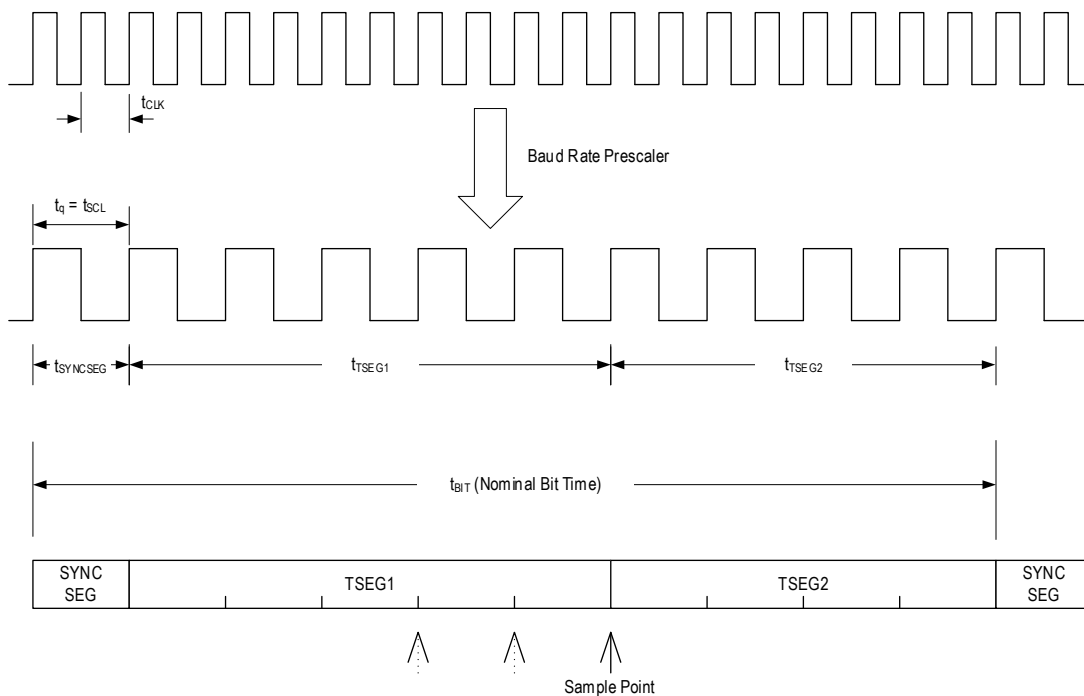 tCLK
Baud Rate Prescaler
tq = tSCL
tSYNCSEG
tTSEG1
tTSEG2
tBIT (Nominal Bit Time)
SYNC
SEG
TSEG1
TSEG2
SYNC
SEG
Sample Point